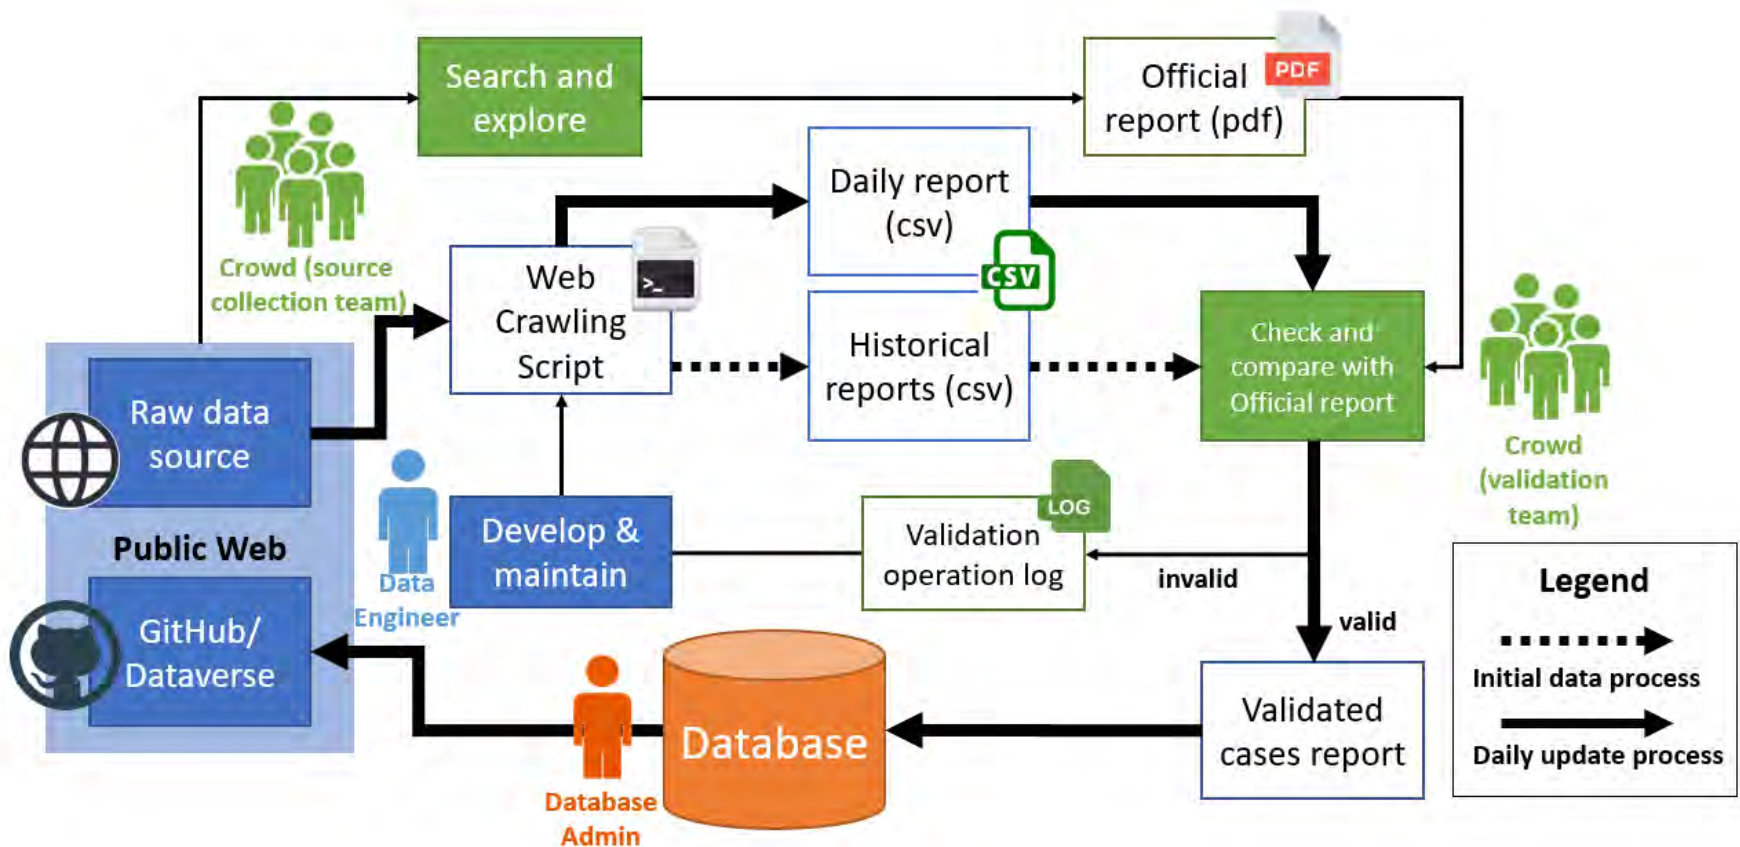 Search and
explore
Official
report (pdf)
PDF
Daily report
(csv)
CSV
Crowd (source
collection team)
Web
Crawling
Script
>_
Historical
reports (csv)
Check and
compare with
Official report
Crowd
(validation
team)
Raw data
source
Public Web
GitHub/
Dataverse
Data
Engineer
Develop &
maintain
Validation
operation log
LOG
invalid
valid
Legend
Initial data process
Daily update process
Validated
cases report
Database
Database
Admin